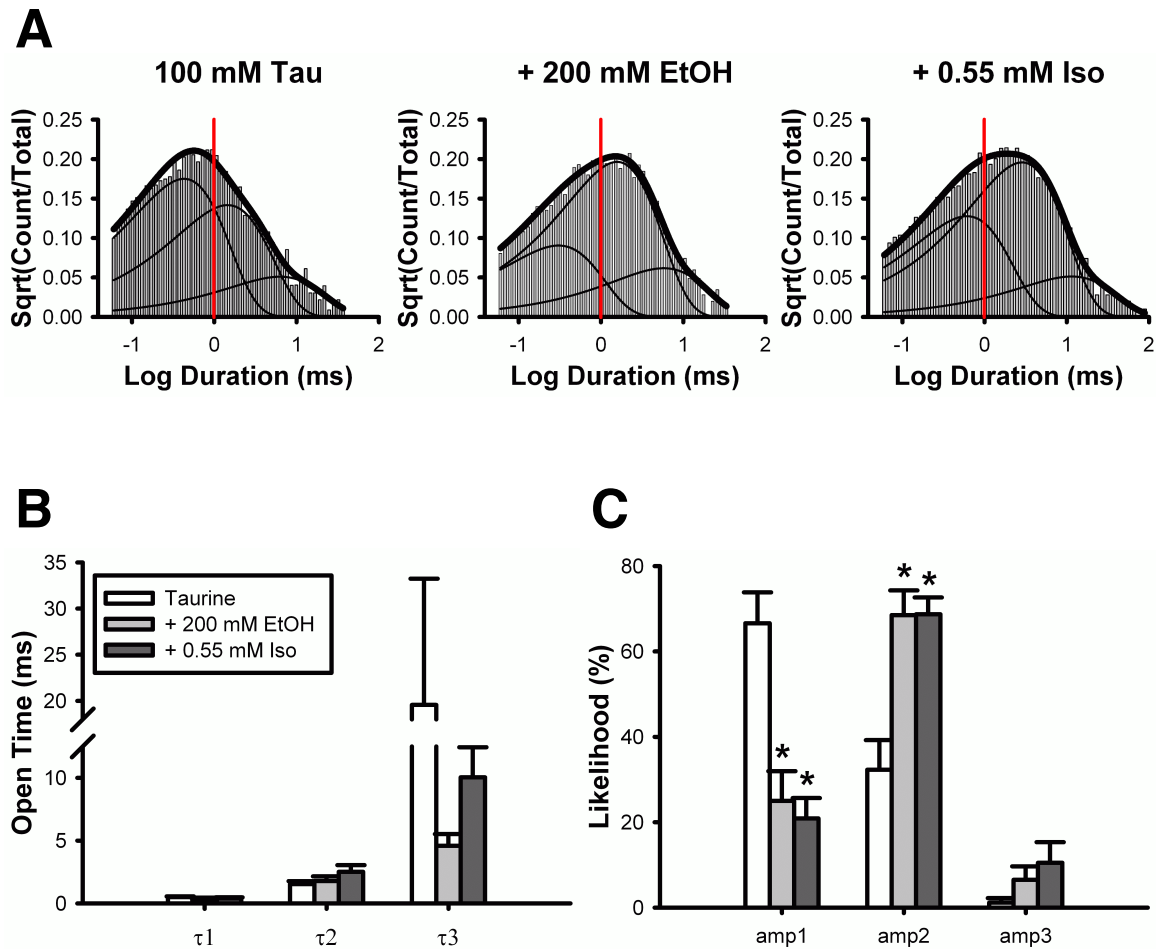 A
100 mM Tau
+ 200 mM EtOH
+ 0.55 mM Iso
Sqrt(Count/Total)
0.25
0.20
0.15
0.10
0.05
0.00
-1
0
1
2
Log Duration (ms)
Sqrt(Count/Total)
0.25
0.20
0.15
0.10
0.05
0.00
-1
0
1
2
Log Duration (ms)
Sqrt(Count/Total)
0.25
0.20
0.15
0.10
0.05
0.00
-1
0
1
2
Log Duration (ms)
B
Open Time (ms)
35
30
25
20
10
5
0
Taurine
+ 200 mM EtOH
+ 0.55 mM Iso
τ1
τ2
τ3
C
Likelihood (%)
80
60
40
20
0
*
*
*
*
amp1
amp2
amp3